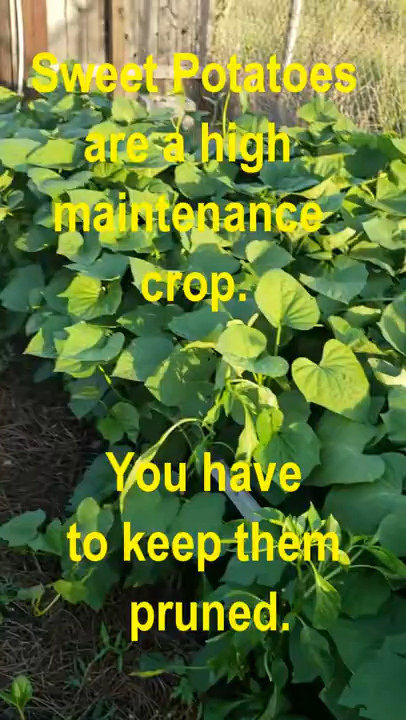 Sweet Potatoes
are a high
maintenance
crop.
You have
to keep them
pruned.